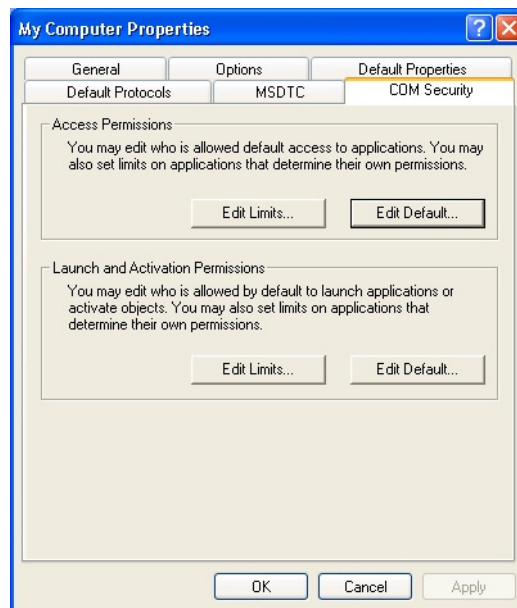 My Computer Properties
General Options Default Properties
Default Protocols MSDTC COM Security
Access Permissions
You may edit who is allowed default access to applications. You may
also set limits on applications that determine their own permissions.
Edit Limits... Edit Default...
Launch and Activation Permissions
You may edit who is allowed by default to launch applications or
activate objects. You may also set limits on applications that
determine their own permissions.
Edit Limits... Edit Default...
OK Cancel Apply